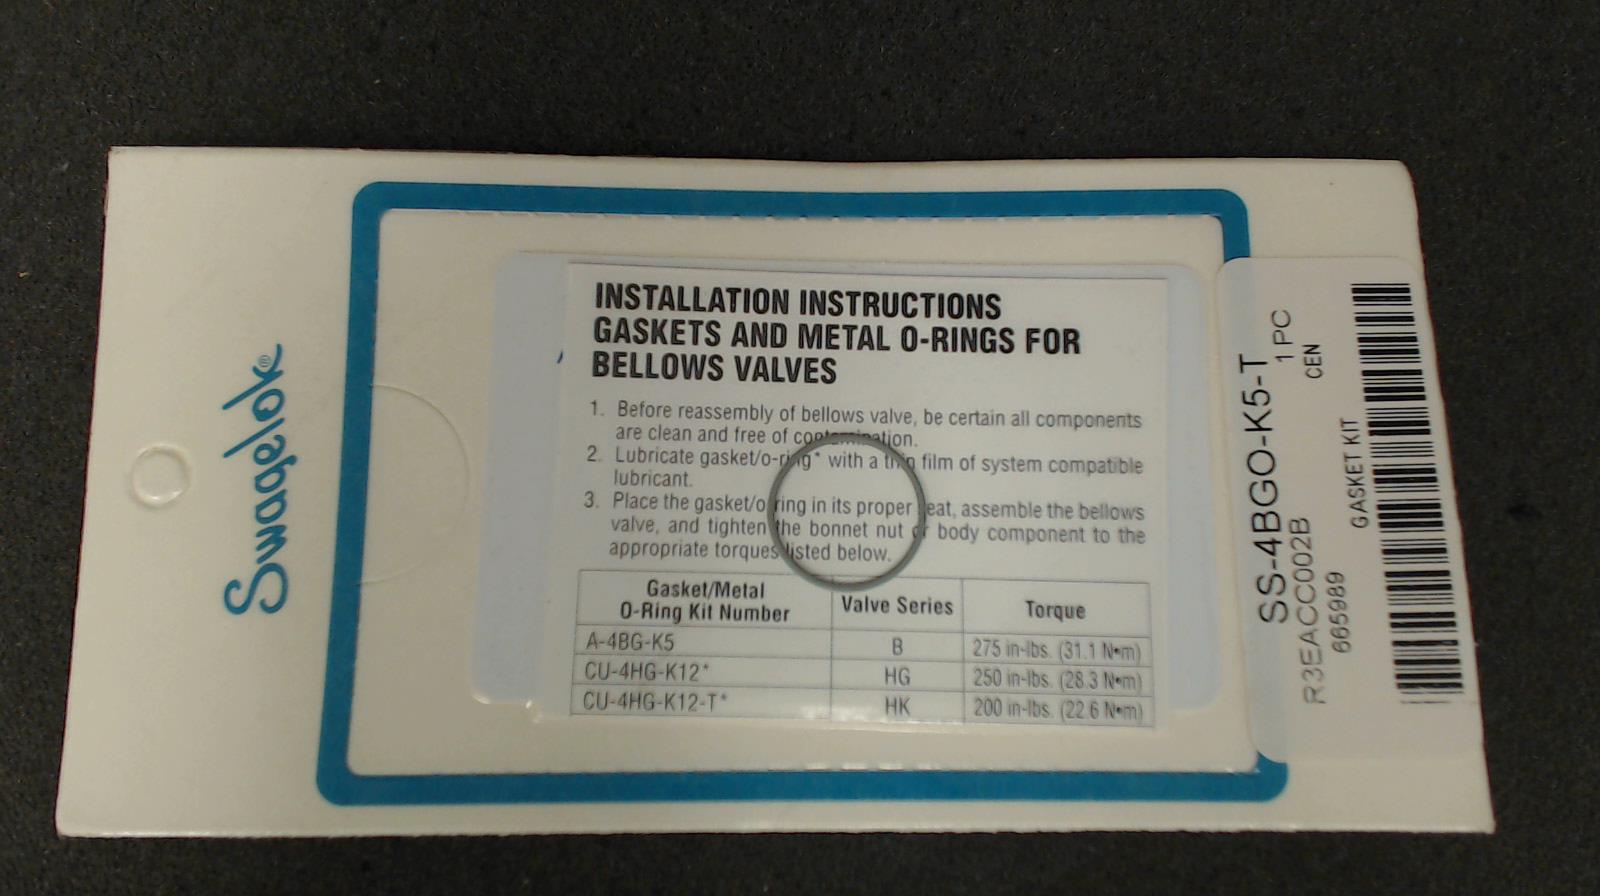 Swagelok®
INSTALLATION INSTRUCTIONS
GASKETS AND METAL O-RINGS FOR
BELLOWS VALVES
1. Before reassembly of bellows valve, be certain all components
are clean and free of contamination.
2. Lubricate gasket/o-ring* with a thin film of system compatible
lubricant.
3. Place the gasket/o ring in its proper seat, assemble the bellows
valve, and tighten the bonnet nut or body component to the
appropriate torques listed below.
Gasket/Metal
O-Ring Kit Number
Valve Series
Torque
A-4BG-K5 B 275 in-lbs. (31.1 N•m)
CU-4HG-K12* HG 250 in-lbs. (28.3 N•m)
CU-4HG-K12-T* HK 200 in-lbs. (22.6 N•m)
SS-4BGO-K5-T
1 PC
R3EACC002B
CEN
665989
GASKET KIT